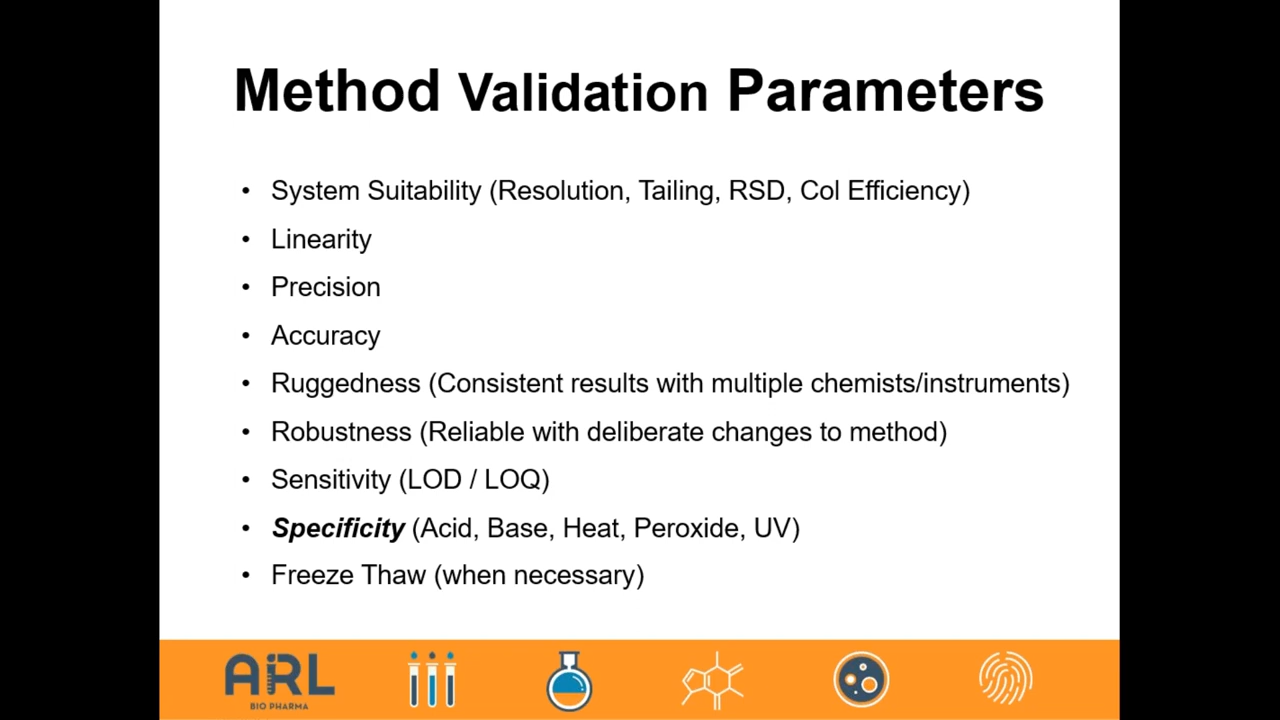 Method Validation Parameters
• System Suitability (Resolution, Tailing, RSD, Col Efficiency)
• Linearity
• Precision
• Accuracy
• Ruggedness (Consistent results with multiple chemists/instruments)
• Robustness (Reliable with deliberate changes to method)
• Sensitivity (LOD / LOQ)
• Specificity (Acid, Base, Heat, Peroxide, UV)
• Freeze Thaw (when necessary)
ARL
BIO PHARMA